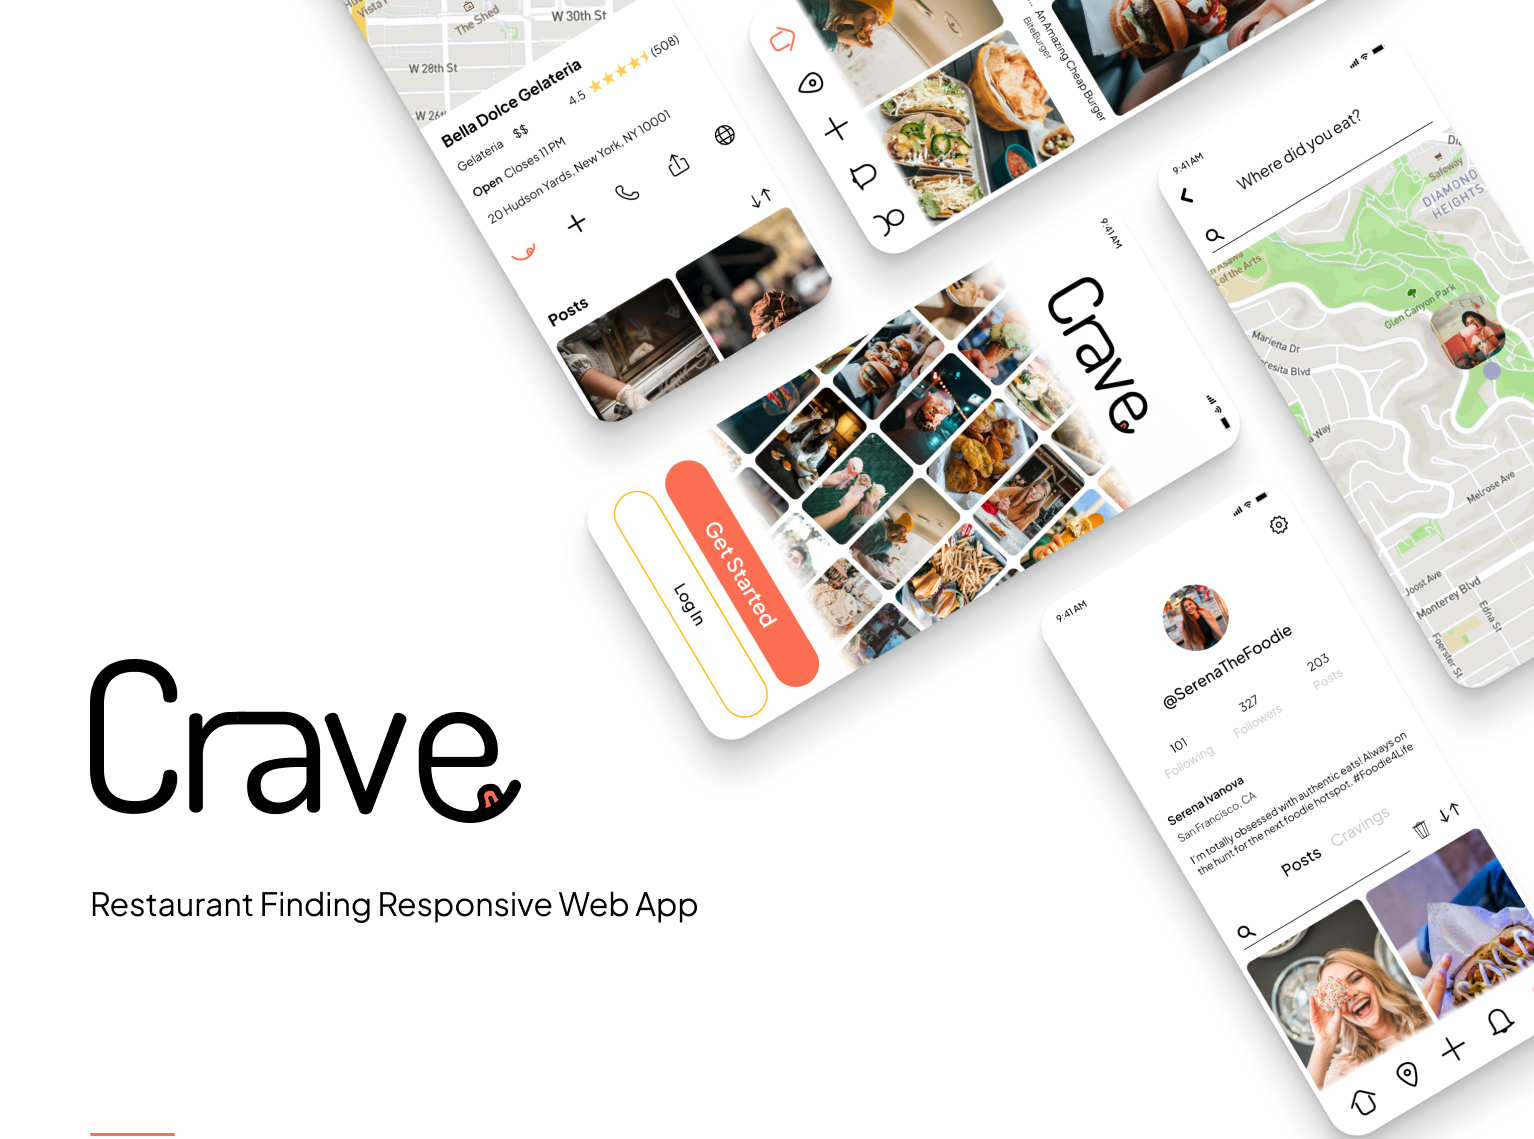 Vista
The Shed
W 30th St
W 28th St
W 26th
Bella Dolce Gelateria
4.5
(508)
Gelateria $$
Open Closes 11 PM
20 Hudson Yards, New York, NY 10001
Posts
An Amazing Cheap Burger
BiteBurger
9:41 AM
Crave
Get Started
Log In
9:41 AM
Where did you eat?
Safeway
DIAMOND
HEIGHTS
Asawa
of the Arts
Glen Canyon Park
Marietta Dr
Teresita Blvd
Way
Melrose Ave
Joost Ave
Monterey Blvd
Edna St
Foerster St
9:41 AM
@SerenaTheFoodie
101
Following
327
Followers
203
Posts
Serena Ivanova
San Francisco, CA
I'm totally obsessed with authentic eats! Always on
the hunt for the next foodie hotspot. #Foodie4Life
Posts Cravings
Crave
Restaurant Finding Responsive Web App